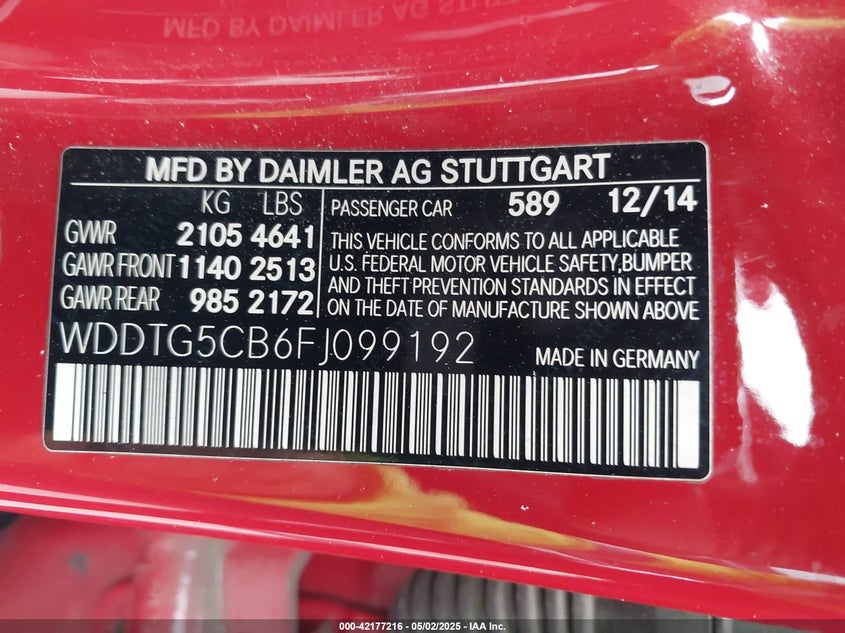 MFD BY DAIMLER AG STUTTGART
KG LBS
GVWR 2105 4641
GAWR FRONT 1140 2513
GAWR REAR 985 2172
PASSENGER CAR 589 12/14
THIS VEHICLE CONFORMS TO ALL APPLICABLE
U.S. FEDERAL MOTOR VEHICLE SAFETY,BUMPER
AND THEFT PREVENTION STANDARDS IN EFFECT
ON THE DATE OF MANUFACTURE SHOWN ABOVE
WDDTG5CB6FJ099192
MADE IN GERMANY
000-42177216 - 05/02/2025 - IAA Inc.